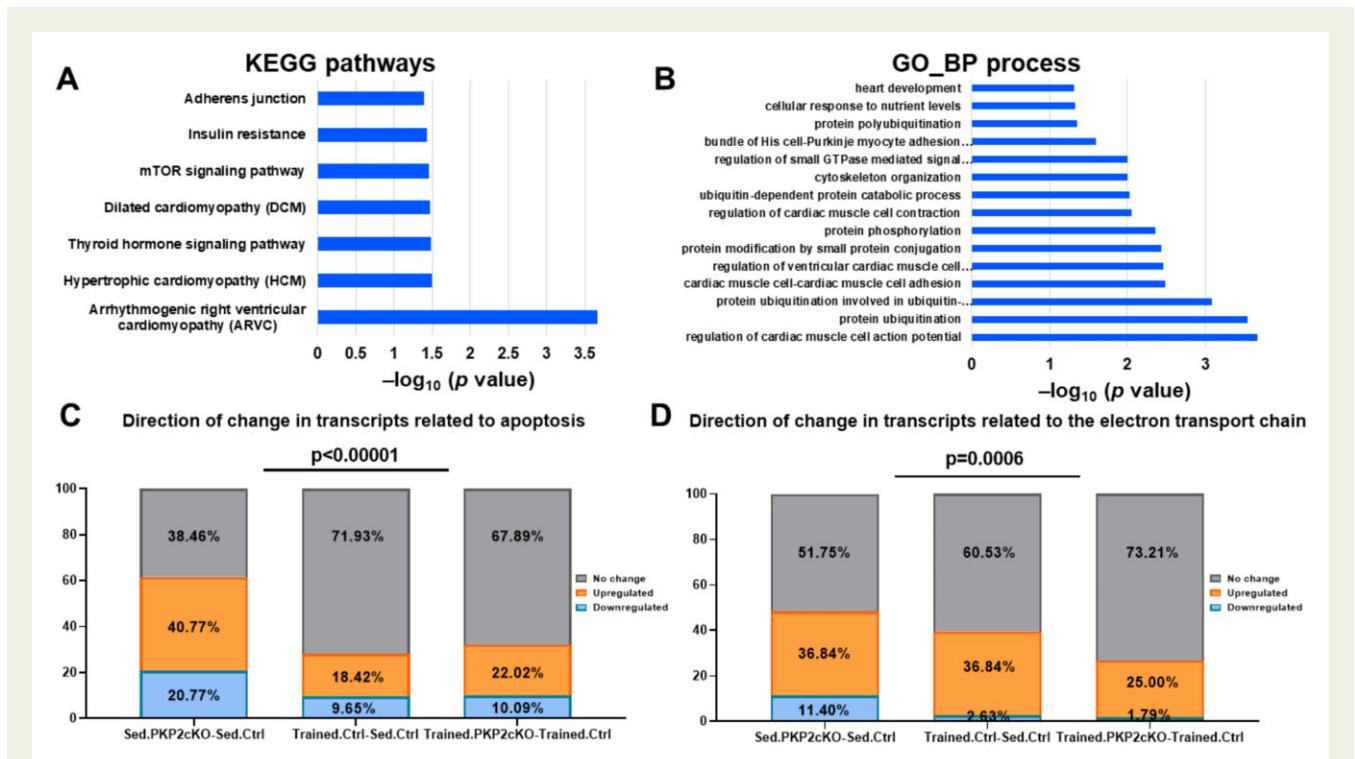 A
KEGG pathways
Adherens junction
Insulin resistance
mTOR signaling pathway
Dilated cardiomyopathy (DCM)
Thyroid hormone signaling pathway
Hypertrophic cardiomyopathy (HCM)
Arrhythmogenic right ventricular
cardiomyopathy (ARVC)
0 0.5 1 1.5 2 2.5 3 3.5
–log10 (p value)
B
GO_BP process
heart development
cellular response to nutrient levels
protein polyubiquitination
bundle of His cell-Purkinje myocyte adhesion…
regulation of small GTPase mediated signal…
cytoskeleton organization
ubiquitin-dependent protein catabolic process
regulation of cardiac muscle cell contraction
protein phosphorylation
protein modification by small protein conjugation
regulation of ventricular cardiac muscle cell…
cardiac muscle cell-cardiac muscle cell adhesion
protein ubiquitination involved in ubiquitin-…
protein ubiquitination
regulation of cardiac muscle cell action potential
0 1 2 3
–log10 (p value)
C
Direction of change in transcripts related to apoptosis
p<0.00001
100
80
60
40
20
0
38.46% 71.93% 67.89%
40.77% 18.42% 22.02%
20.77% 9.65% 10.09%
No change
Upregulated
Downregulated
Sed.PKP2cKO-Sed.Ctrl Trained.Ctrl-Sed.Ctrl Trained.PKP2cKO-Trained.Ctrl
D
Direction of change in transcripts related to the electron transport chain
p=0.0006
100
80
60
40
20
0
51.75% 60.53% 73.21%
36.84% 36.84% 25.00%
11.40% 2.63% 1.79%
No change
Upregulated
Downregulated
Sed.PKP2cKO-Sed.Ctrl Trained.Ctrl-Sed.Ctrl Trained.PKP2cKO-Trained.Ctrl